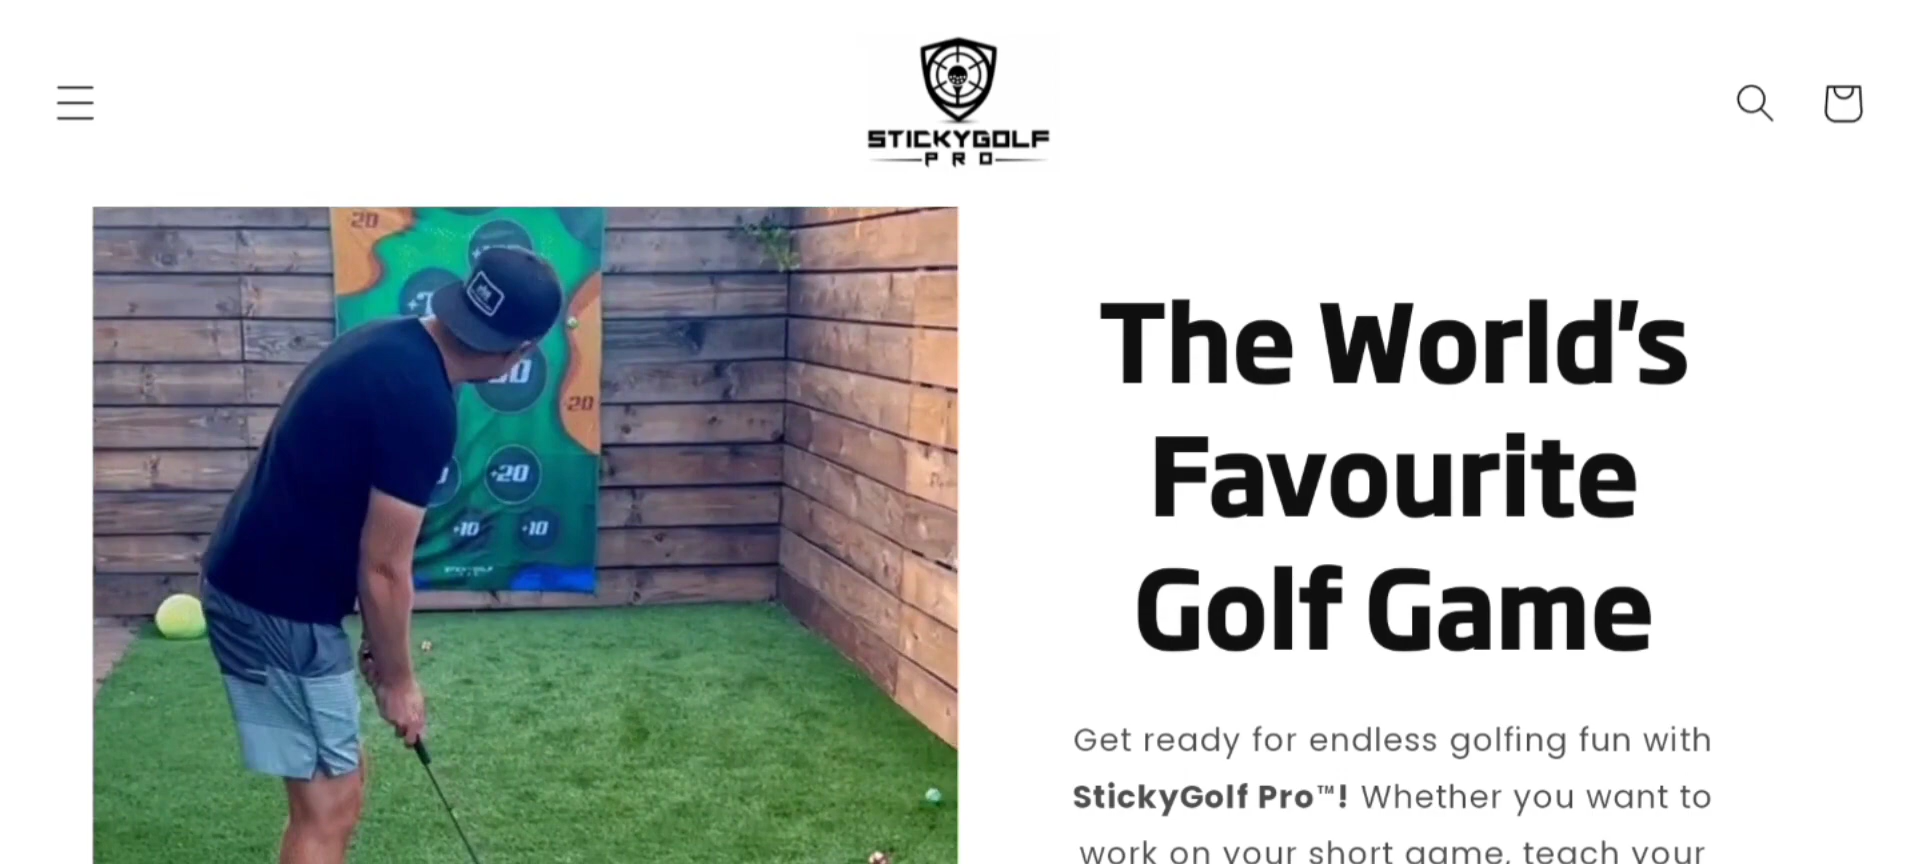 STICKYGOLF
PRO
-20
-20
+20
+10
+10
STICKYGOLF
The World's
Favourite
Golf Game
Get ready for endless golfing fun with
StickyGolf Pro™! Whether you want to
work on your short game, teach your